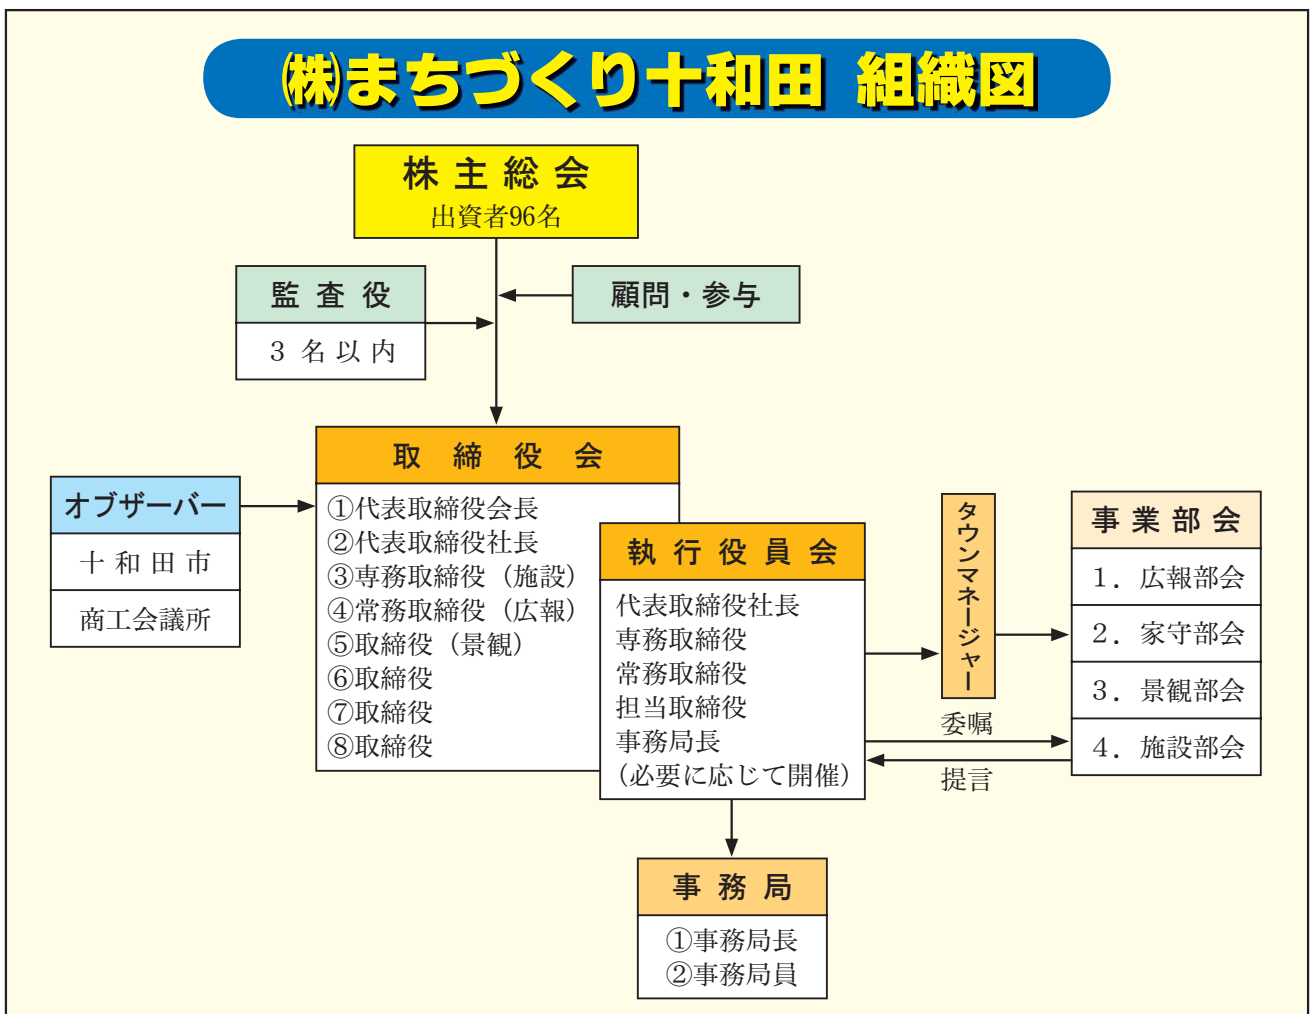 ㈱まちづくり十和田 組織図
株主総会
出資者96名
監査役
3名以内
顧問・参与
取締役会
①代表取締役会長
②代表取締役社長
③専務取締役（施設）
④常務取締役（広報）
⑤取締役（景観）
⑥取締役
⑦取締役
⑧取締役
オブザーバー
十和田市
商工会議所
執行役員会
代表取締役社長
専務取締役
常務取締役
担当取締役
事務局長
（必要に応じて開催）
タウンマネージャー
委嘱
提言
事業部会
1．広報部会
2．家守部会
3．景観部会
4．施設部会
事務局
①事務局長
②事務局員